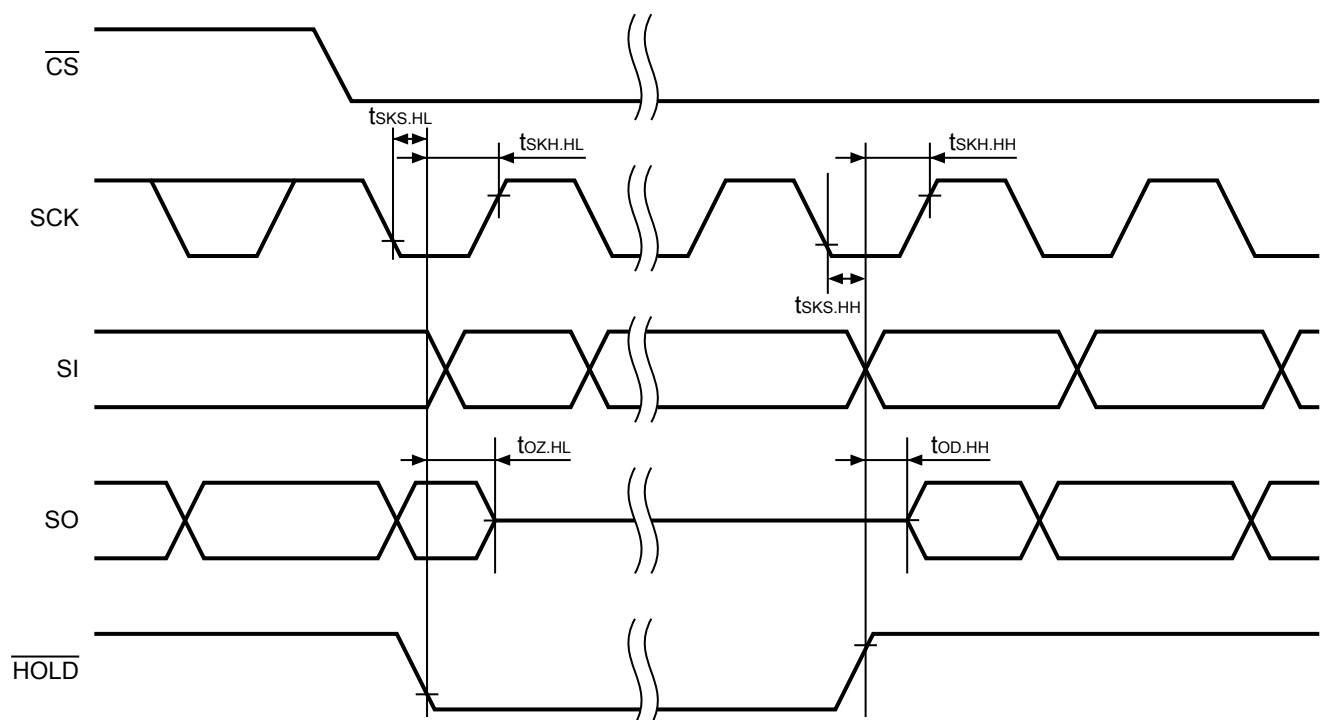 CS
tSKS.HL
tSKH.HL
tSKH.HH
SCK
tSKS.HH
SI
tOZ.HL
tOD.HH
SO
HOLD